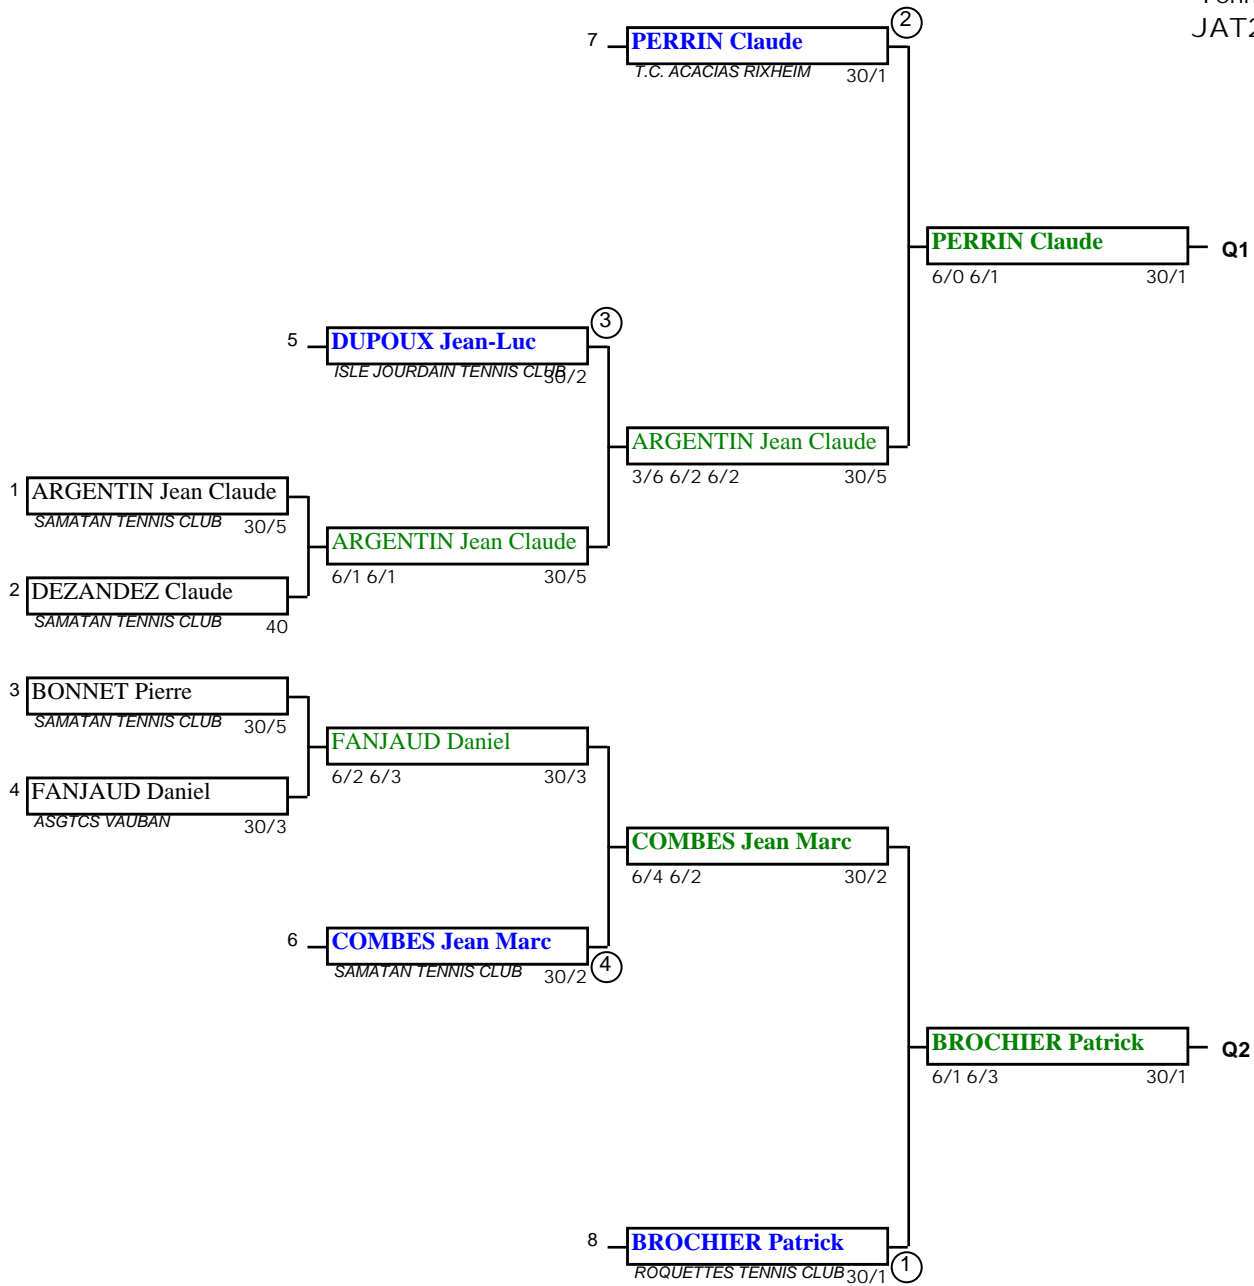 JAT2
2
7 PERRIN Claude
T.C. ACACIAS RIXHEIM 30/1
PERRIN Claude Q1
6/0 6/1 30/1
3
5 DUPOUX Jean-Luc
ISLE JOURDAIN TENNIS CLUB 30/2
ARGENTIN Jean Claude
3/6 6/2 6/2 30/5
1 ARGENTIN Jean Claude
SAMATAN TENNIS CLUB 30/5
ARGENTIN Jean Claude
6/1 6/1 30/5
2 DEZANDEZ Claude
SAMATAN TENNIS CLUB 40
3 BONNET Pierre
SAMATAN TENNIS CLUB 30/5
FANJAUD Daniel
6/2 6/3 30/3
4 FANJAUD Daniel
ASGTCS VAUBAN 30/3
COMBES Jean Marc
6/4 6/2 30/2
6 COMBES Jean Marc
SAMATAN TENNIS CLUB 30/2 4
BROCHIER Patrick Q2
6/1 6/3 30/1
8 BROCHIER Patrick
ROQUETTES TENNIS CLUB 30/1 1